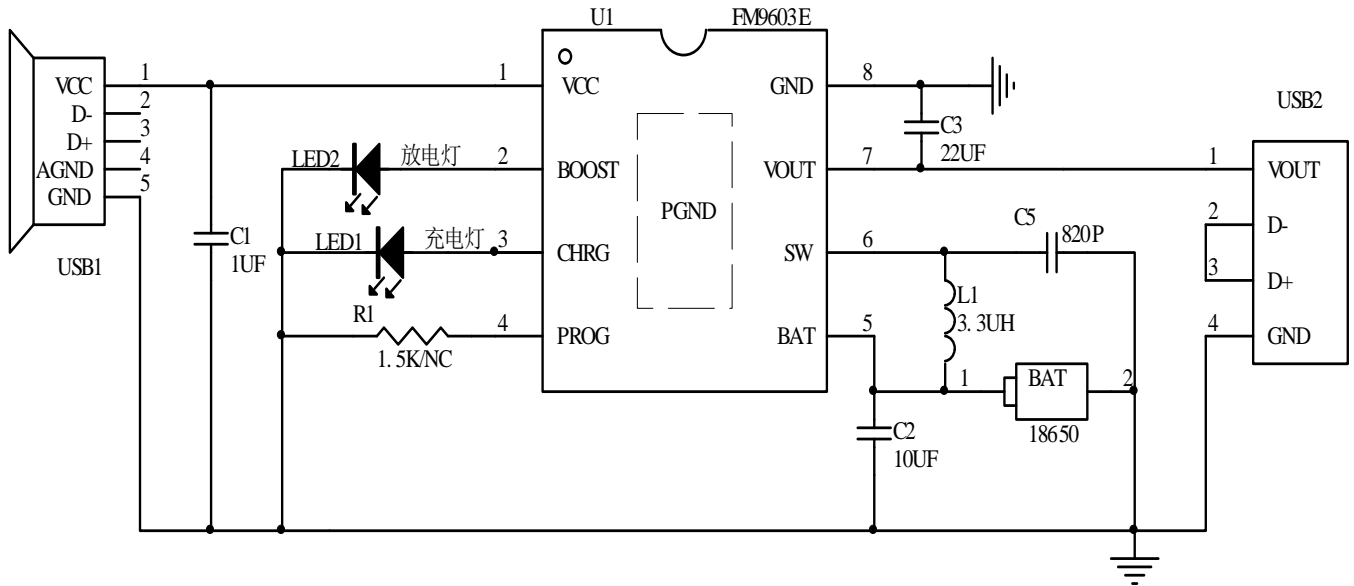 U1
FM9603E
VCC
D-
D+
AGND
GND
1
2
3
4
5
USB1
C1
1UF
LED2
放电灯
LED1
充电灯
R1
1.5K/NC
1
2
3
4
VCC
BOOST
CHRG
PROG
PGND
GND
VOUT
SW
BAT
8
7
6
5
C3
22UF
C5
820P
L1
3.3UH
1
BAT
2
18650
C2
10UF
USB2
1
2
3
4
VOUT
D-
D+
GND